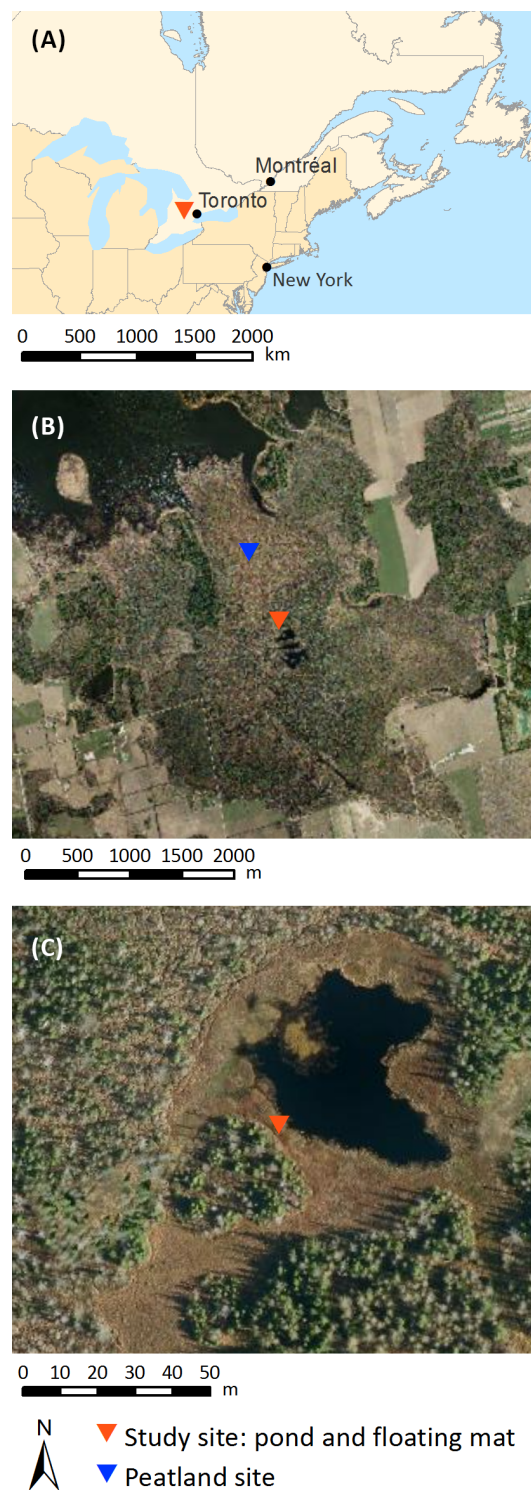 (A)
Montréal
Toronto
New York
0 500 1000 1500 2000
km
(B)
0 500 1000 1500 2000
m
(C)
0 10 20 30 40 50
m
N
Study site: pond and floating mat
Peatland site